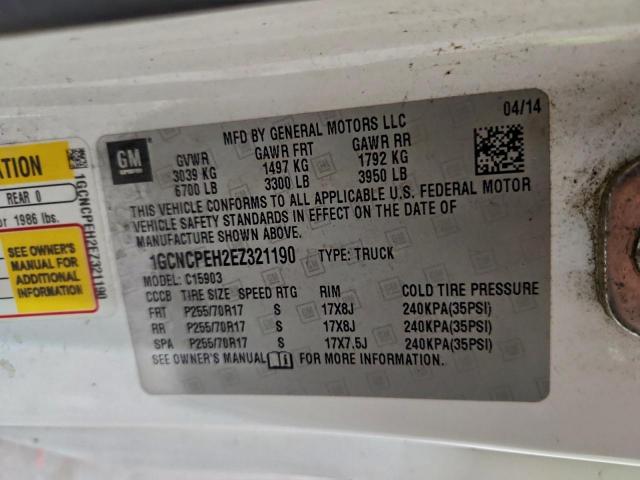 04/14
MFD BY GENERAL MOTORS LLC
GM
GVWR GAWR FRT GAWR RR
3039 KG 1497 KG 1792 KG
6700 LB 3300 LB 3950 LB
THIS VEHICLE CONFORMS TO ALL APPLICABLE U.S. FEDERAL MOTOR
VEHICLE SAFETY STANDARDS IN EFFECT ON THE DATE OF
MANUFACTURE SHOWN ABOVE.
1GCNCPEH2EZ321190 TYPE: TRUCK
MODEL: C15903
CCCB TIRE SIZE SPEED RTG RIM COLD TIRE PRESSURE
FRT P255/70R17 S 17X8J 240KPA(35PSI)
RR P255/70R17 S 17X8J 240KPA(35PSI)
SPA P255/70R17 S 17X7.5J 240KPA(35PSI)
SEE OWNER'S MANUAL FOR MORE INFORMATION.
REAR 0
1986 lbs.
SEE OWNER'S
MANUAL FOR
ADDITIONAL
INFORMATION
1GCNCPEH2EZ321190